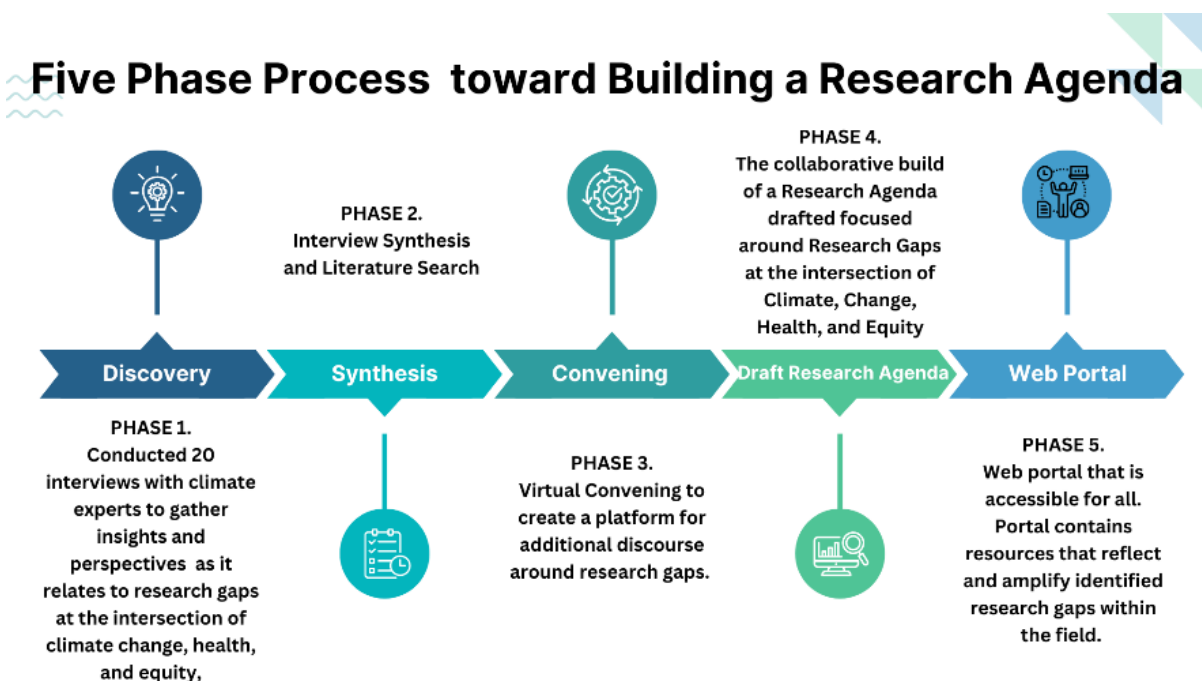 Five Phase Process toward Building a Research Agenda
Discovery
PHASE 1.
Conducted 20
interviews with climate
experts to gather
insights and
perspectives as it
relates to research gaps
at the intersection of
climate change, health,
and equity,
PHASE 2.
Interview Synthesis
and Literature Search
Synthesis
Convening
PHASE 3.
Virtual Convening to
create a platform for
additional discourse
around research gaps.
PHASE 4.
The collaborative build
of a Research Agenda
drafted focused
around Research Gaps
at the intersection of
Climate, Change,
Health, and Equity
Draft Research Agenda
Web Portal
PHASE 5.
Web portal that is
accessible for all.
Portal contains
resources that reflect
and amplify identified
research gaps within
the field.